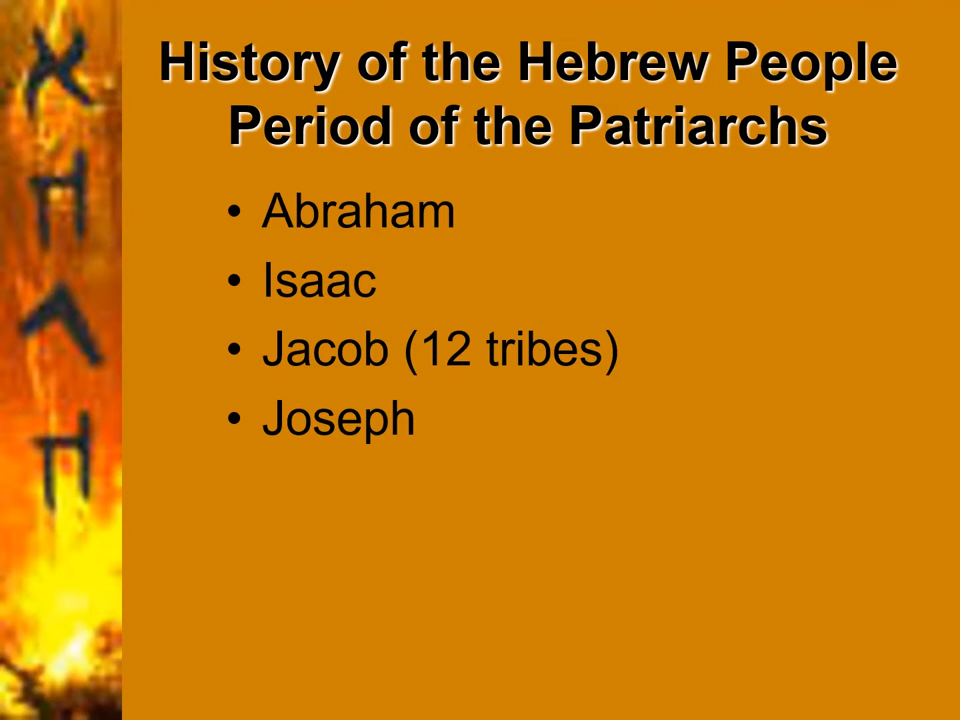 History of the Hebrew People
Period of the Patriarchs
• Abraham
• Isaac
• Jacob (12 tribes)
• Joseph
א